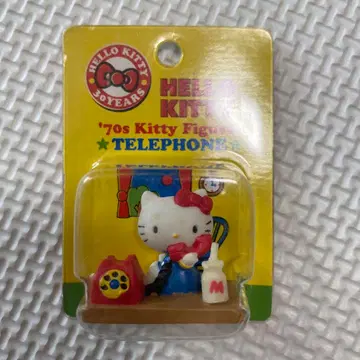 HELLO KITTY
30 YEARS
HELLO
KITTY
'70s Kitty Figure
★TELEPHONE★
M